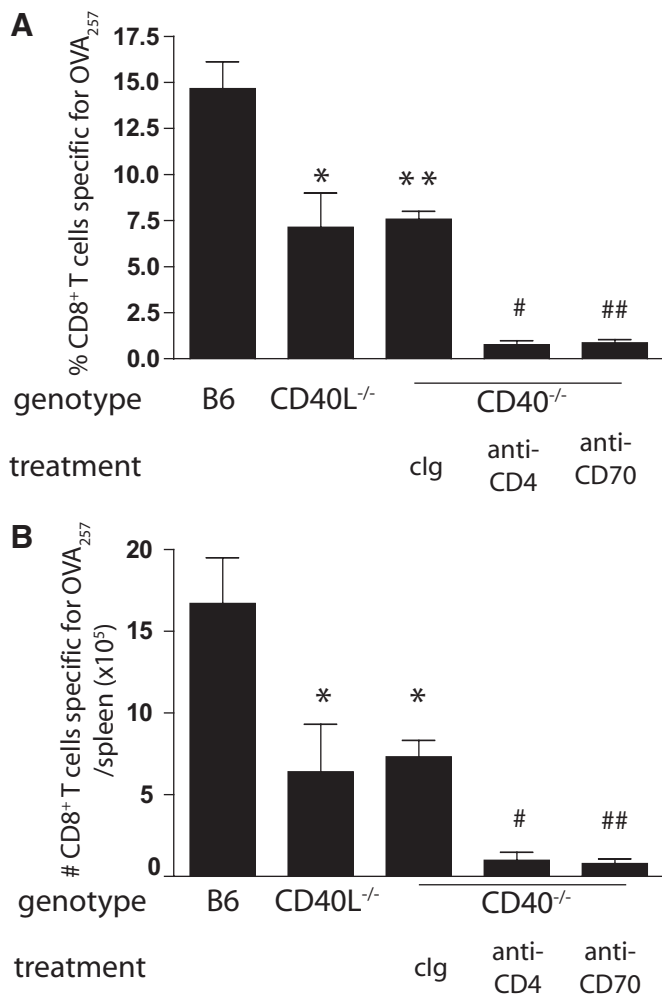 A
% CD8⁺ T cells specific for OVA₂₅₇
17.5
15.0
12.5
10.0
7.5
5.0
2.5
0.0
*
**
#
##
genotype B6 CD40L⁻/⁻ CD40⁻/⁻
treatment cIg anti-CD4 anti-CD70
B
# CD8⁺ T cells specific for OVA₂₅₇
/spleen (x10⁵)
20
15
10
5
0
*
*
#
##
genotype B6 CD40L⁻/⁻ CD40⁻/⁻
treatment cIg anti-CD4 anti-CD70